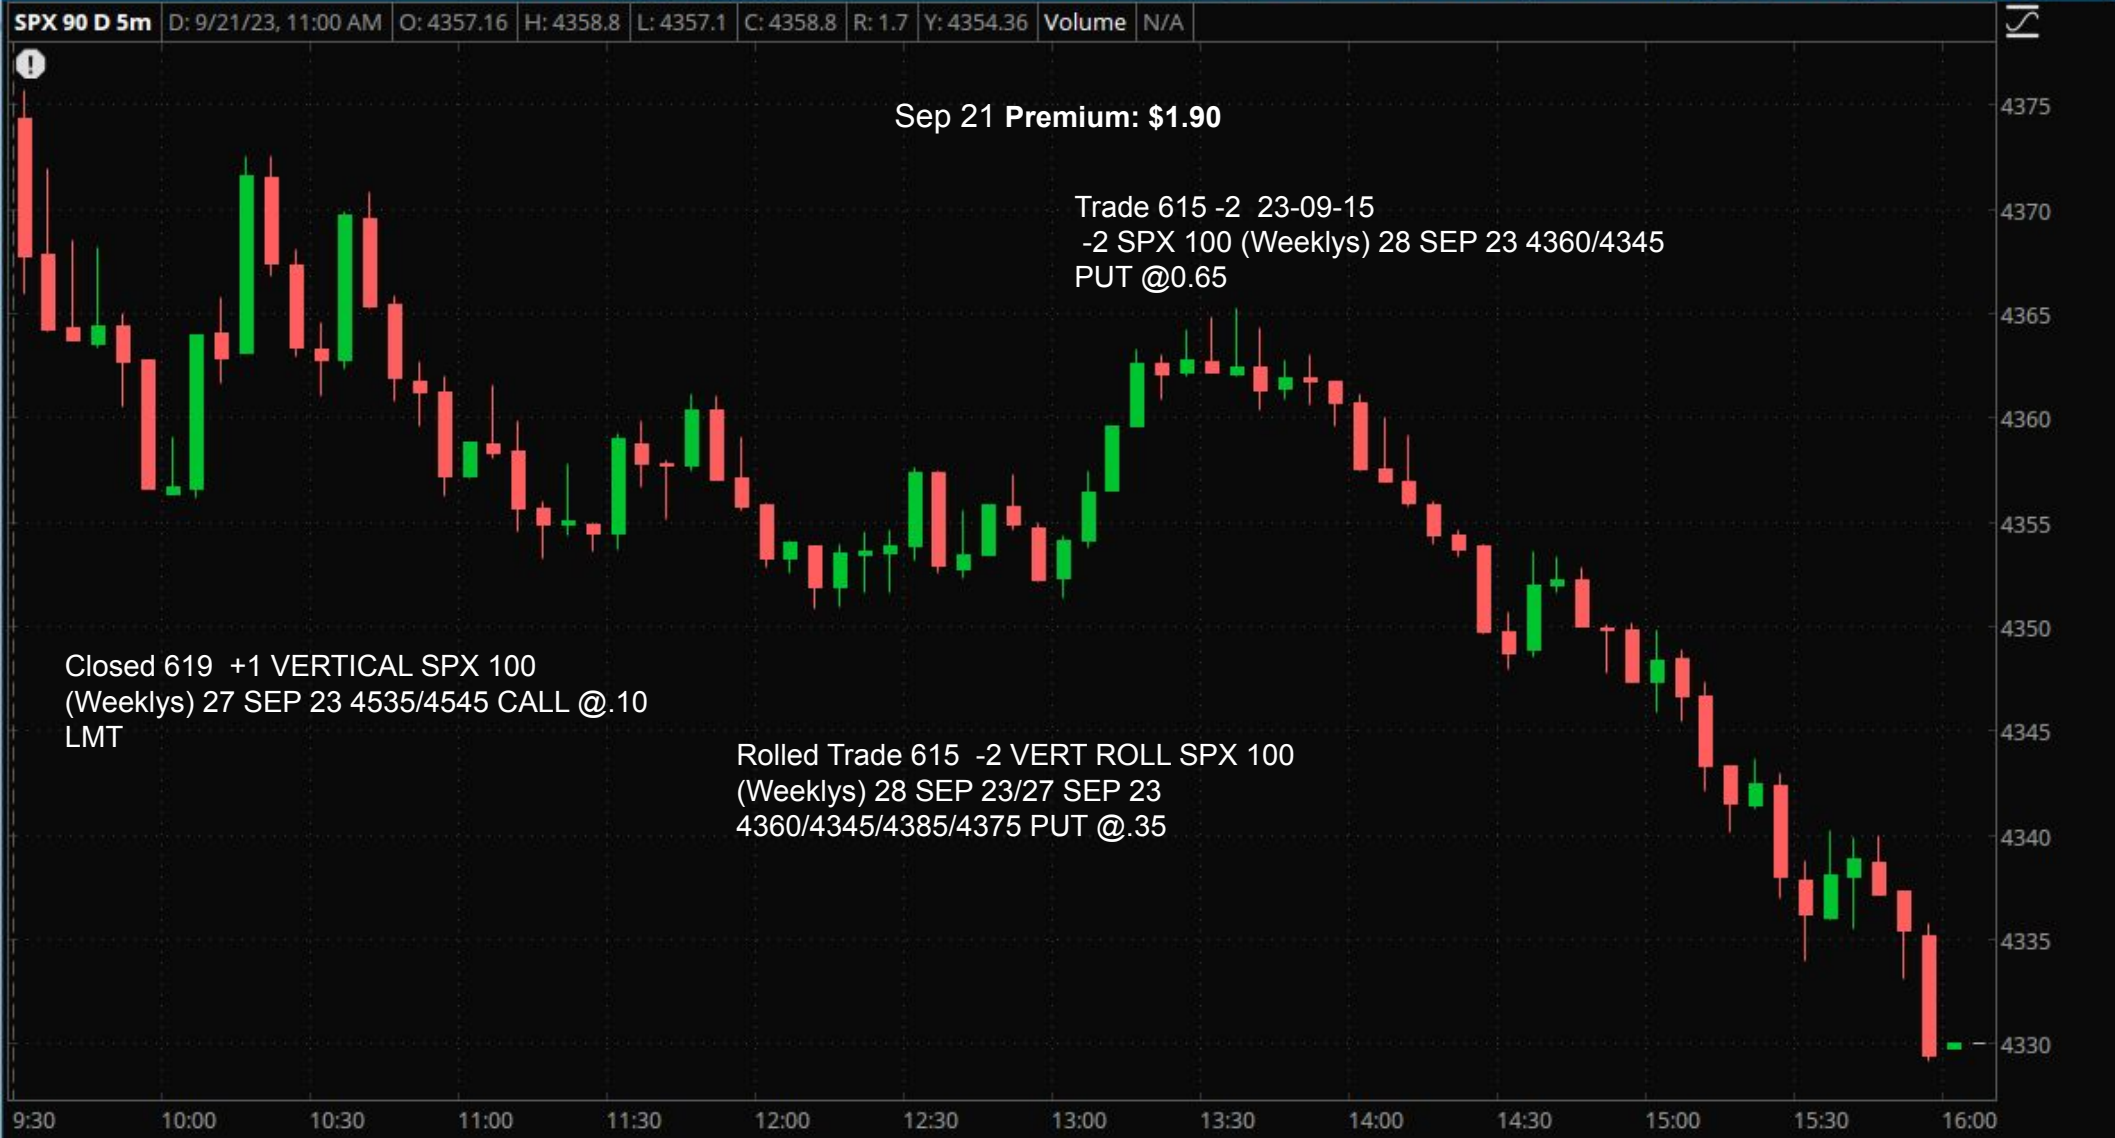 SPX 90 D 5m D: 9/21/23, 11:00 AM O: 4357.16 H: 4358.8 L: 4357.1 C: 4358.8 R: 1.7 Y: 4354.36 Volume N/A
!
Sep 21 Premium: $1.90
Trade 615 -2 23-09-15
-2 SPX 100 (Weeklys) 28 SEP 23 4360/4345
PUT @0.65
Closed 619 +1 VERTICAL SPX 100
(Weeklys) 27 SEP 23 4535/4545 CALL @.10
LMT
Rolled Trade 615 -2 VERT ROLL SPX 100
(Weeklys) 28 SEP 23/27 SEP 23
4360/4345/4385/4375 PUT @.35
4375
4370
4365
4360
4355
4350
4345
4340
4335
4330
9:30 10:00 10:30 11:00 11:30 12:00 12:30 13:00 13:30 14:00 14:30 15:00 15:30 16:00